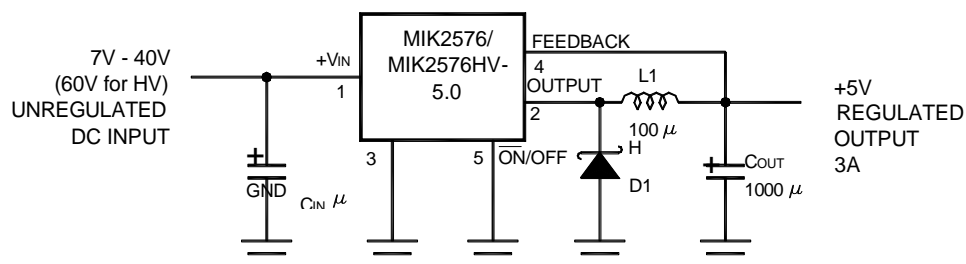 7V - 40V
(60V for HV)
UNREGULATED
DC INPUT
+VIN
1
MIK2576/
MIK2576HV-
5.0
FEEDBACK
4
OUTPUT
2
L1
100 μ
H
D1
+5V
REGULATED
OUTPUT
3A
3
5
ON/OFF
+
GND
CIN μ
+
COUT
1000 μ